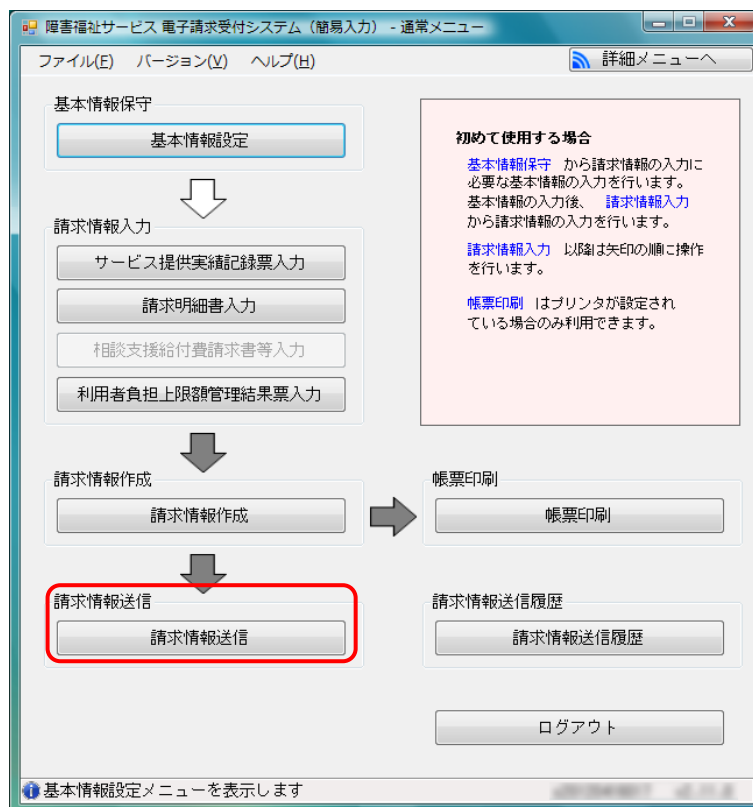 障害福祉サービス 電子請求受付システム（簡易入力） - 通常メニュー
ファイル(F) バージョン(V) ヘルプ(H) 詳細メニューへ
基本情報保守
基本情報設定
初めて使用する場合
基本情報保守 から請求情報の入力に
必要な基本情報の入力を行います。
基本情報の入力後、 請求情報入力
から請求情報の入力を行います。
請求情報入力 以降は矢印の順に操作
を行います。
帳票印刷 はプリンタが設定され
ている場合のみ利用できます。
請求情報入力
サービス提供実績記録票入力
請求明細書入力
相談支援給付費請求書等入力
利用者負担上限額管理結果票入力
請求情報作成
請求情報作成
帳票印刷
帳票印刷
請求情報送信
請求情報送信
請求情報送信履歴
請求情報送信履歴
ログアウト
基本情報設定メニューを表示します